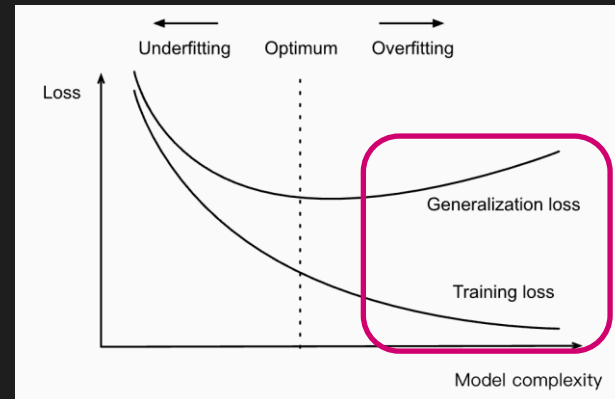 Underfitting Optimum Overfitting
Loss
Generalization loss
Training loss
Model complexity